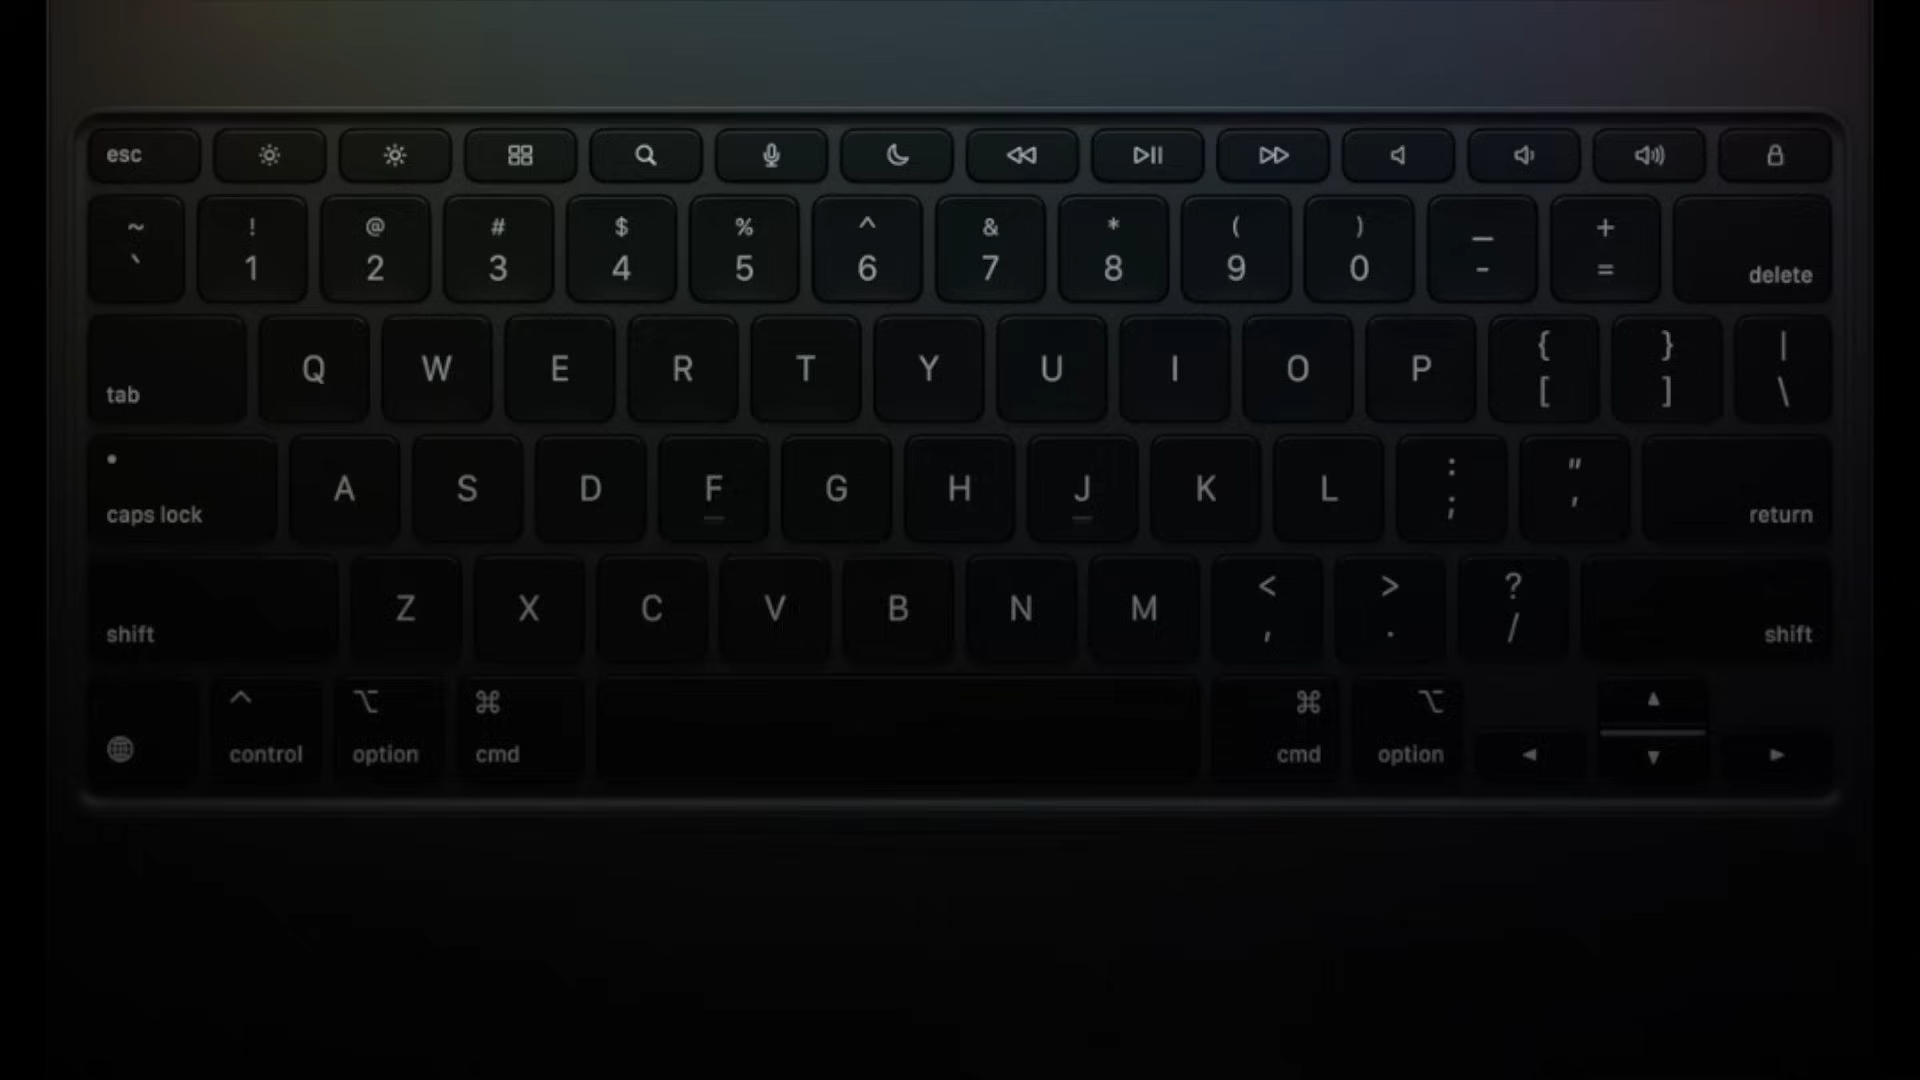 esc
~ ! @ # $ % ^ & * ( ) _ +
` 1 2 3 4 5 6 7 8 9 0 - = delete
Q W E R T Y U I O P { } |
tab [ ] \
A S D F G H J K L : "
caps lock ; ' return
Z X C V B N M < > ?
shift , . / shift
^ ⌥ ⌘ ⌘ ⌥ ▲
control option cmd cmd option ◀ ▼ ▶